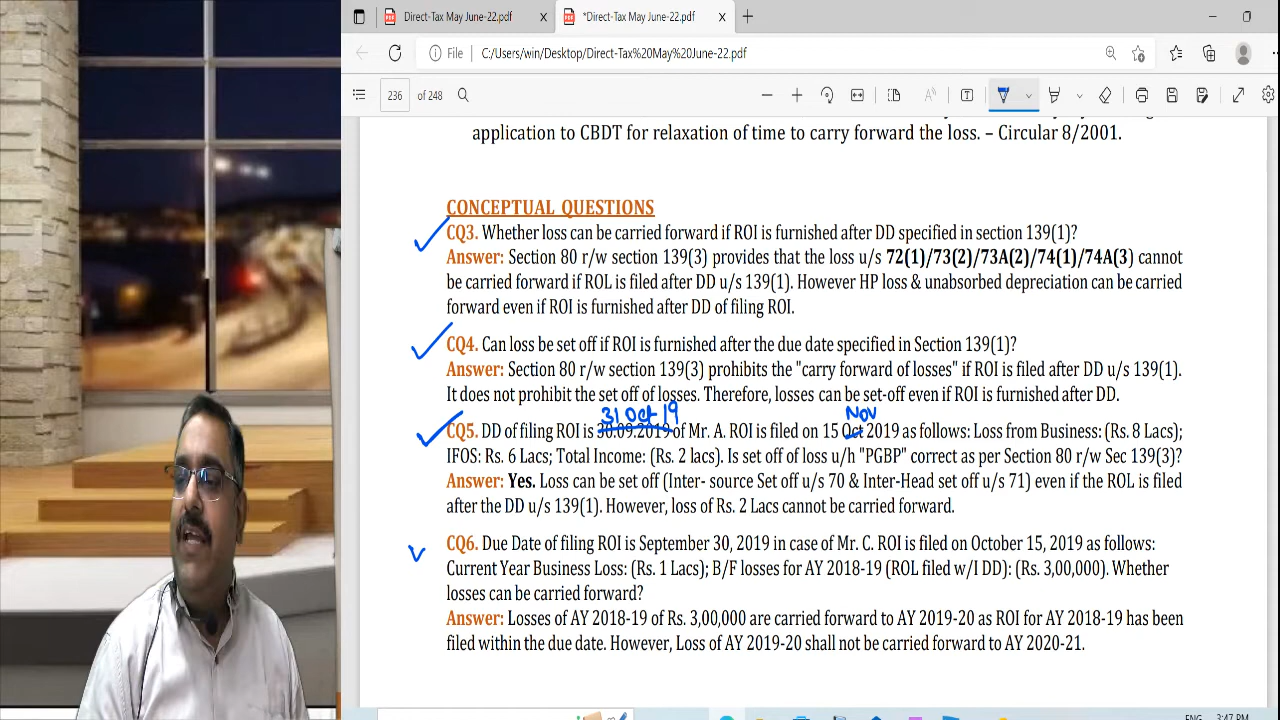 Direct-Tax May June-22.pdf
*Direct-Tax May June-22.pdf
File C:/Users/win/Desktop/Direct-Tax%20May%20June-22.pdf
236 of 248
application to CBDT for relaxation of time to carry forward the loss. – Circular 8/2001.
CONCEPTUAL QUESTIONS
CQ3. Whether loss can be carried forward if ROI is furnished after DD specified in section 139(1)?
Answer: Section 80 r/w section 139(3) provides that the loss u/s 72(1)/73(2)/73A(2)/74(1)/74A(3) cannot
be carried forward if ROL is filed after DD u/s 139(1). However HP loss & unabsorbed depreciation can be carried
forward even if ROI is furnished after DD of filing ROI.
CQ4. Can loss be set off if ROI is furnished after the due date specified in Section 139(1)?
Answer: Section 80 r/w section 139(3) prohibits the "carry forward of losses" if ROI is filed after DD u/s 139(1).
It does not prohibit the set off of losses. Therefore, losses can be set-off even if ROI is furnished after DD.
31 Oct 19 Nov
CQ5. DD of filing ROI is 30.09.2019 of Mr. A. ROI is filed on 15 Oct 2019 as follows: Loss from Business: (Rs. 8 Lacs);
IFOS: Rs. 6 Lacs; Total Income: (Rs. 2 lacs). Is set off of loss u/h "PGBP" correct as per Section 80 r/w Sec 139(3)?
Answer: Yes. Loss can be set off (Inter- source Set off u/s 70 & Inter-Head set off u/s 71) even if the ROL is filed
after the DD u/s 139(1). However, loss of Rs. 2 Lacs cannot be carried forward.
CQ6. Due Date of filing ROI is September 30, 2019 in case of Mr. C. ROI is filed on October 15, 2019 as follows:
Current Year Business Loss: (Rs. 1 Lacs); B/F losses for AY 2018-19 (ROL filed w/I DD): (Rs. 3,00,000). Whether
losses can be carried forward?
Answer: Losses of AY 2018-19 of Rs. 3,00,000 are carried forward to AY 2019-20 as ROI for AY 2018-19 has been
filed within the due date. However, Loss of AY 2019-20 shall not be carried forward to AY 2020-21.
ENG 3:47 PM